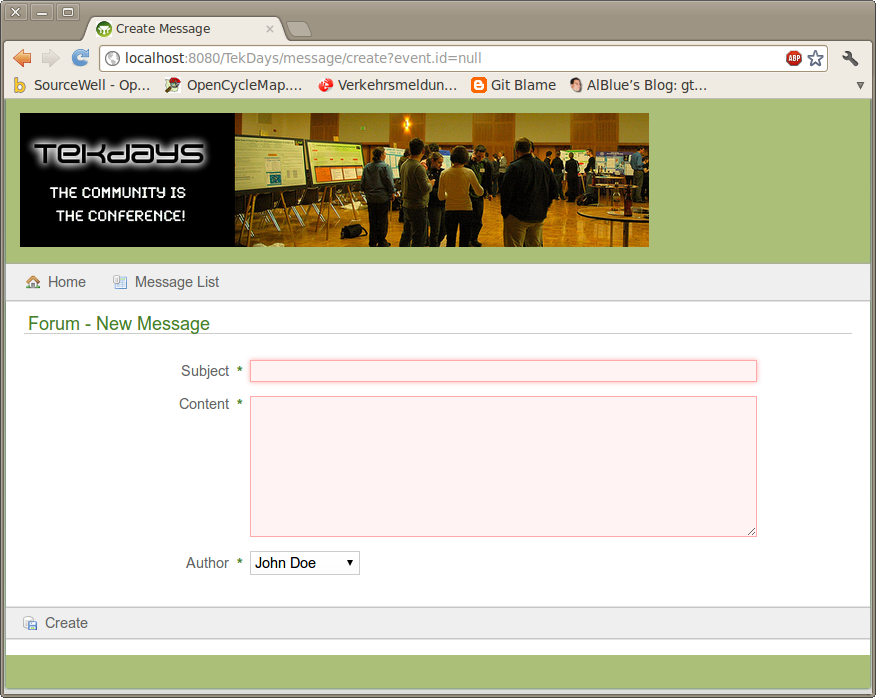 Create Message
localhost:8080/TekDays/message/create?event.id=null
ABP
SourceWell - Op... OpenCycleMap.... Verkehrsmeldun... Git Blame AlBlue's Blog: gt...
TEKDAYS
THE COMMUNITY IS
THE CONFERENCE!
Home Message List
Forum - New Message
Subject *
Content *
Author * John Doe
Create